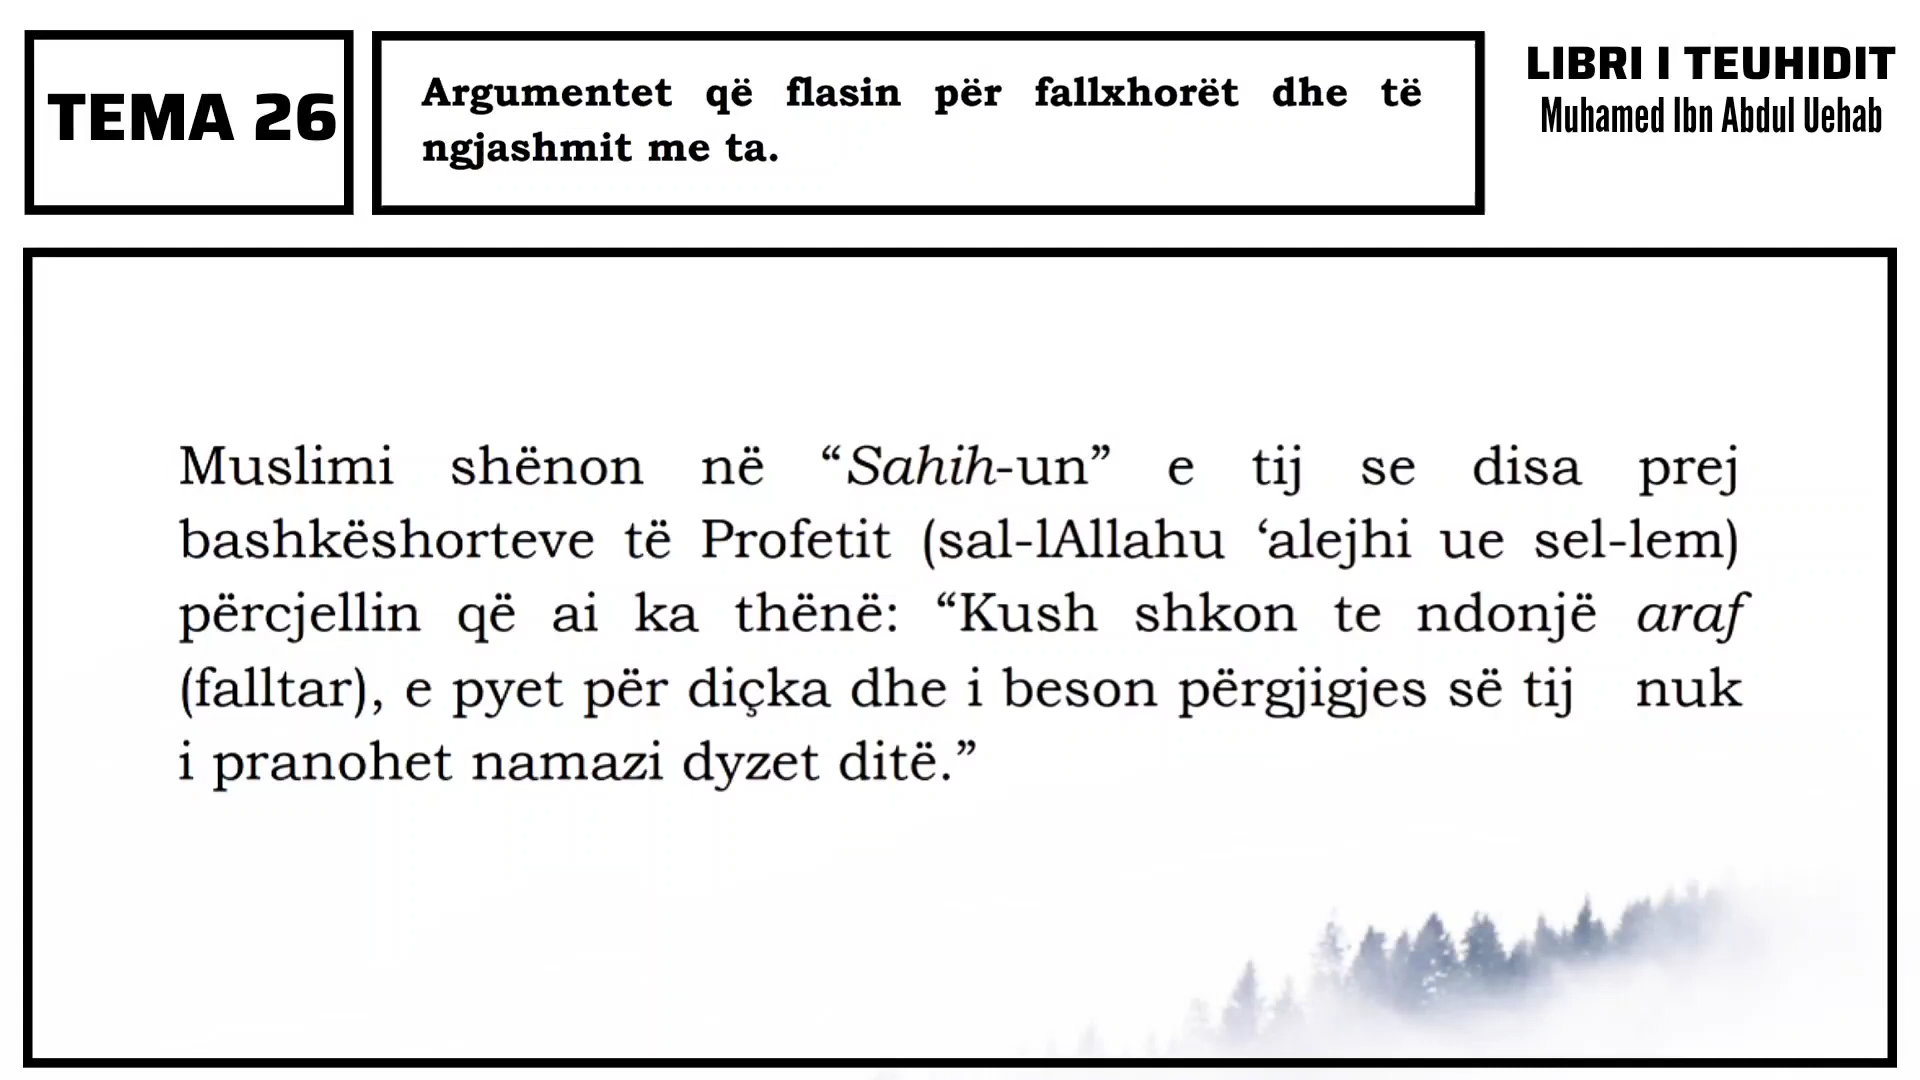 TEMA 26
Argumentet që flasin për fallxhorët dhe të
ngjashmit me ta.
LIBRI I TEUHIDIT
Muhamed Ibn Abdul Uehab
Muslimi shënon në “Sahih-un” e tij se disa prej
bashkëshorteve të Profetit (sal-lAllahu ‘alejhi ue sel-lem)
përcjellin që ai ka thënë: “Kush shkon te ndonjë araf
(falltar), e pyet për diçka dhe i beson përgjigjes së tij nuk
i pranohet namazi dyzet ditë.”